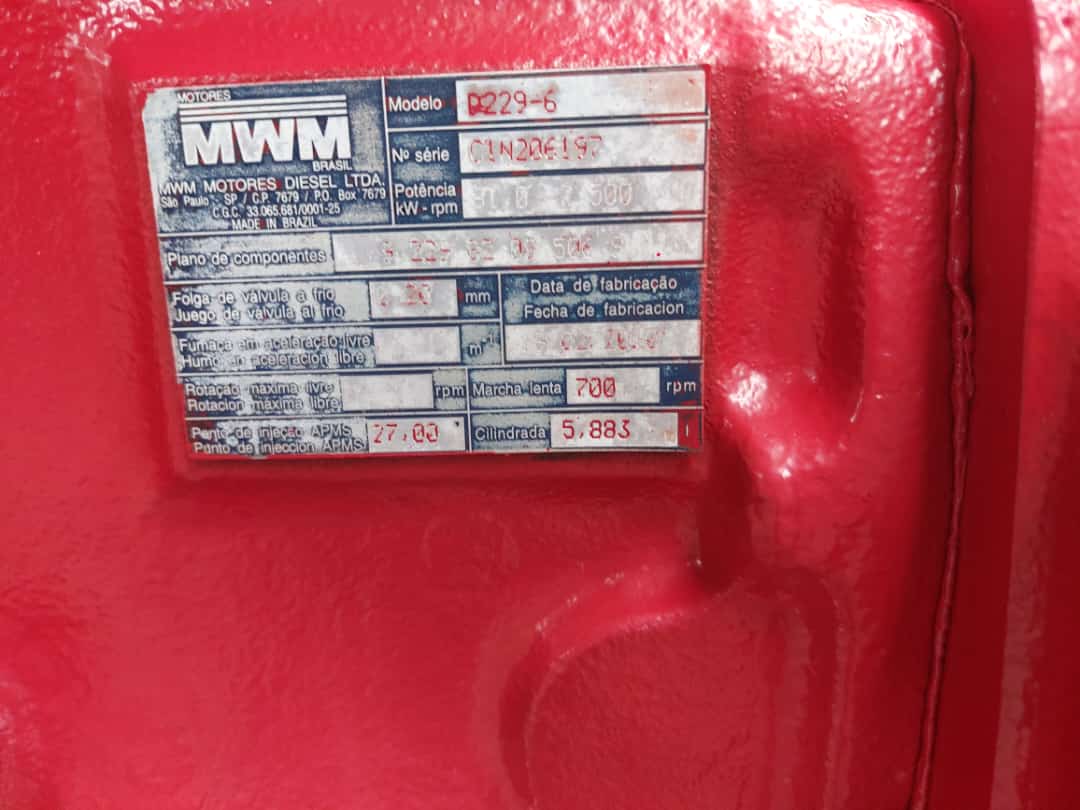 MOTORES
MWM
BRASIL
MWM MOTORES DIESEL LTDA.
São Paulo - SP / C.P. 7679 / P.O. Box 7679
C.G.C. 33.065.681/0001-25
MADE IN BRAZIL
Modelo D229-6
Nº série C1N206197
Potência
kW - rpm
Plano de componentes
Folga de válvula a frio
Juego de válvula al frio
mm
Data de fabricação
Fecha de fabricacion
Fumaça em aceleração livre
Humo en aceleracion libre
m-1
Rotação máxima livre
Rotacion máxima libre
rpm
Marcha lenta 700 rpm
Ponto de injeção APMS
Punto de injeccion APMS
27,00
Cilindrada 5,883 l